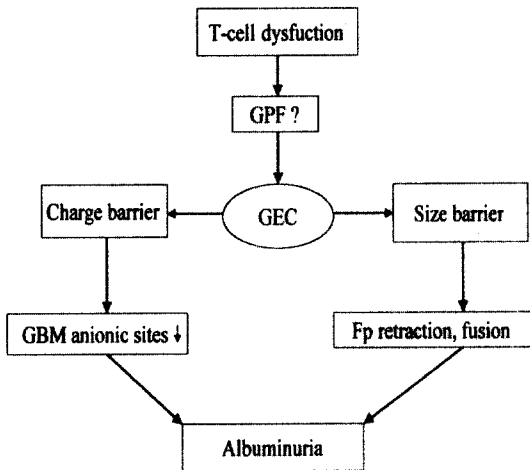 T-cell dysfuction
GPF ?
Charge barrier
GEC
Size barrier
GBM anionic sites ↓
Fp retraction, fusion
Albuminuria